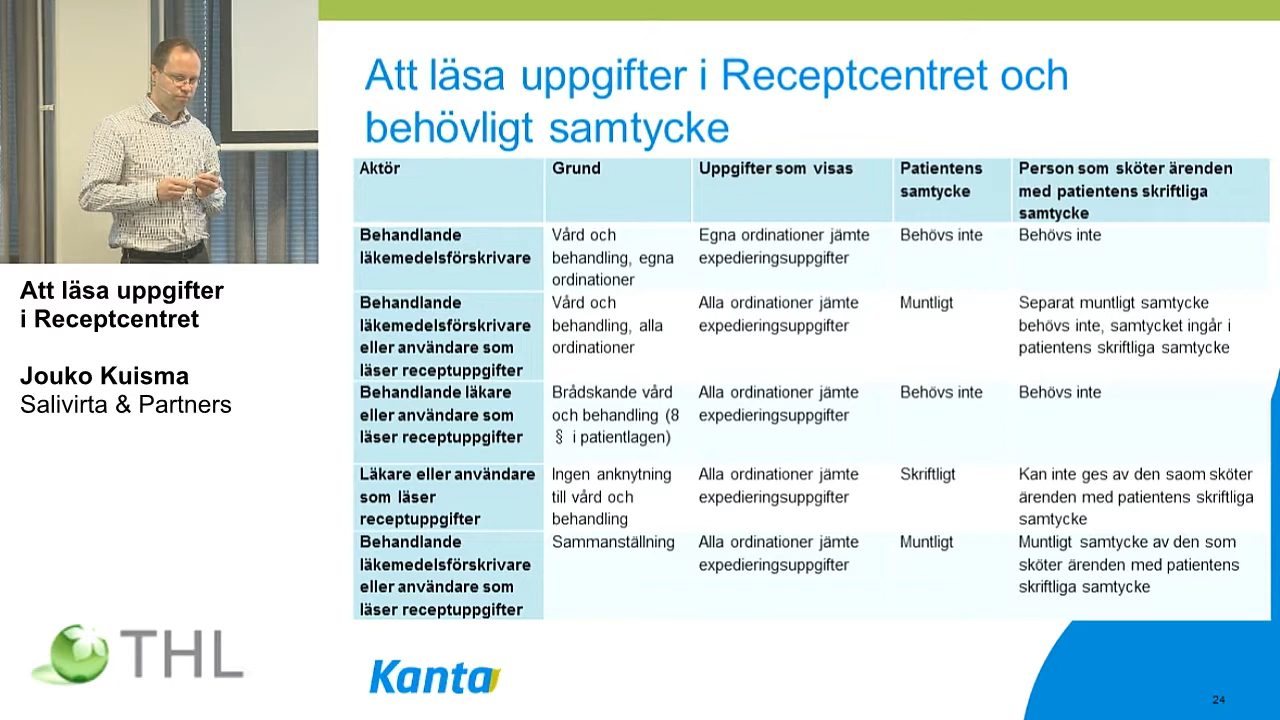 Att läsa uppgifter i Receptcentret och
behövligt samtycke
Aktör
Grund
Uppgifter som visas
Patientens
samtycke
Person som sköter ärenden
med patientens skriftliga
samtycke
Behandlande
läkemedelsförskrivare
Vård och
behandling, egna
ordinationer
Egna ordinationer jämte
expedieringsuppgifter
Behövs inte
Behövs inte
Behandlande
läkemedelsförskrivare
eller användare som
läser receptuppgifter
Vård och
behandling, alla
ordinationer
Alla ordinationer jämte
expedieringsuppgifter
Muntligt
Separat muntligt samtycke
behövs inte, samtycket ingår i
patientens skriftliga samtycke
Behandlande läkare
eller användare som
läser receptuppgifter
Brådskande vård
och behandling (8
§ i patientlagen)
Alla ordinationer jämte
expedieringsuppgifter
Behövs inte
Behövs inte
Läkare eller användare
som läser
receptuppgifter
Ingen anknytning
till vård och
behandling
Alla ordinationer jämte
expedieringsuppgifter
Skriftligt
Kan inte ges av den saom sköter
ärenden med patientens skriftliga
samtycke
Behandlande
läkemedelsförskrivare
eller användare som
läser receptuppgifter
Sammanställning
Alla ordinationer jämte
expedieringsuppgifter
Muntligt
Muntligt samtycke av den som
sköter ärenden med patientens
skriftliga samtycke
Att läsa uppgifter
i Receptcentret
Jouko Kuisma
Salivirta & Partners
THL
Kanta
24